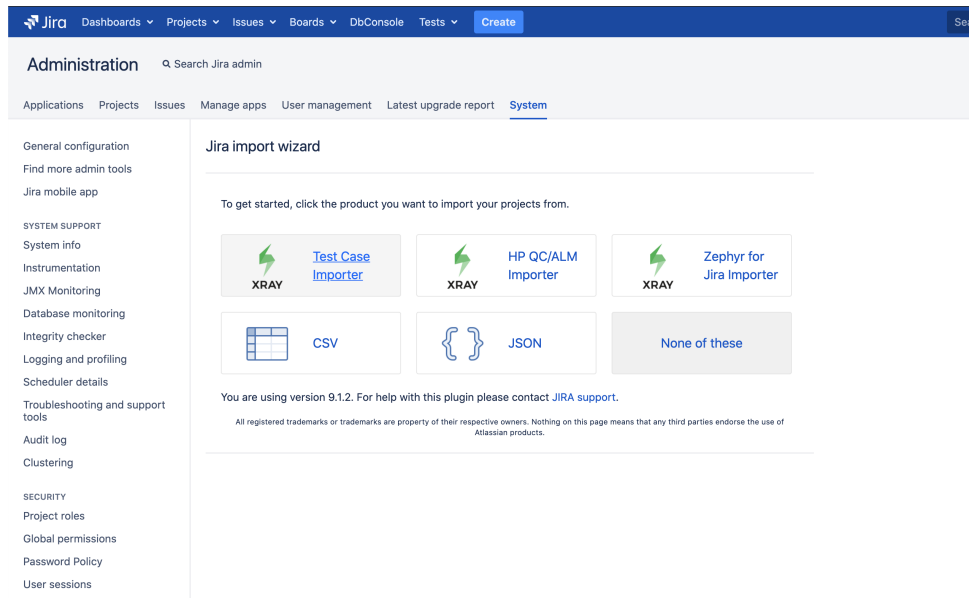 Jira Dashboards Projects Issues Boards DbConsole Tests Create Sea
Administration Search Jira admin
Applications Projects Issues Manage apps User management Latest upgrade report System
General configuration
Find more admin tools
Jira mobile app
SYSTEM SUPPORT
System info
Instrumentation
JMX Monitoring
Database monitoring
Integrity checker
Logging and profiling
Scheduler details
Troubleshooting and support
tools
Audit log
Clustering
SECURITY
Project roles
Global permissions
Password Policy
User sessions
Jira import wizard
To get started, click the product you want to import your projects from.
XRAY
Test Case
Importer
XRAY
HP QC/ALM
Importer
XRAY
Zephyr for
Jira Importer
CSV
{ } JSON
None of these
You are using version 9.1.2. For help with this plugin please contact JIRA support.
All registered trademarks or trademarks are property of their respective owners. Nothing on this page means that any third parties endorse the use of
Atlassian products.